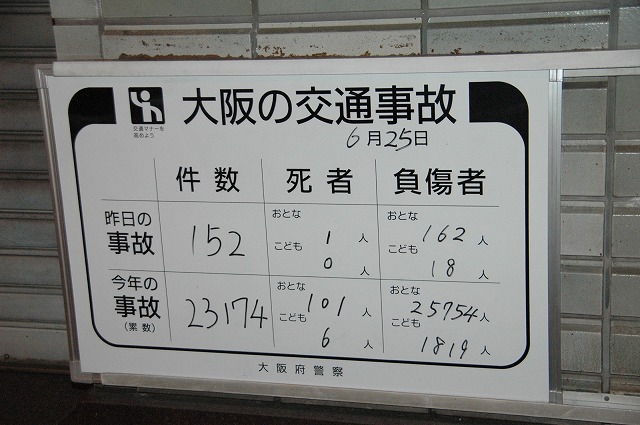 大阪の交通事故
交通マナーを
高めよう
6月25日
件数 死者 負傷者
昨日の
事故
152
おとな 1人
こども 0人
おとな 162人
こども 18人
今年の
事故
(累数)
23174
おとな 101人
こども 6人
おとな 25754人
こども 1819人
大阪府警察